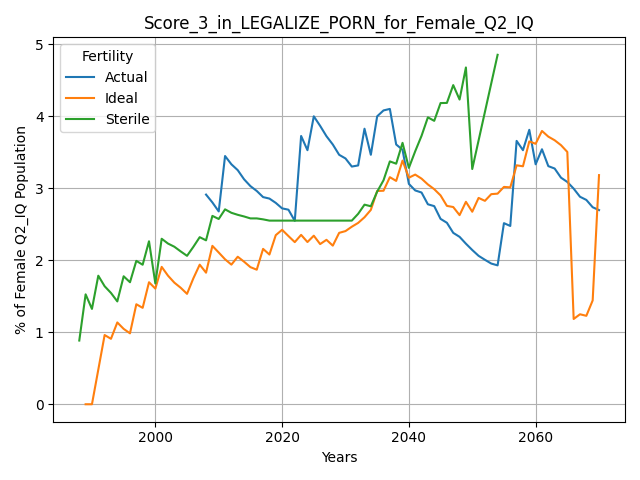 Score_3_in_LEGALIZE_PORN_for_Female_Q2_IQ
Fertility
Actual
Ideal
Sterile
% of Female Q2_IQ Population
5
4
3
2
1
0
2000 2020 2040 2060
Years